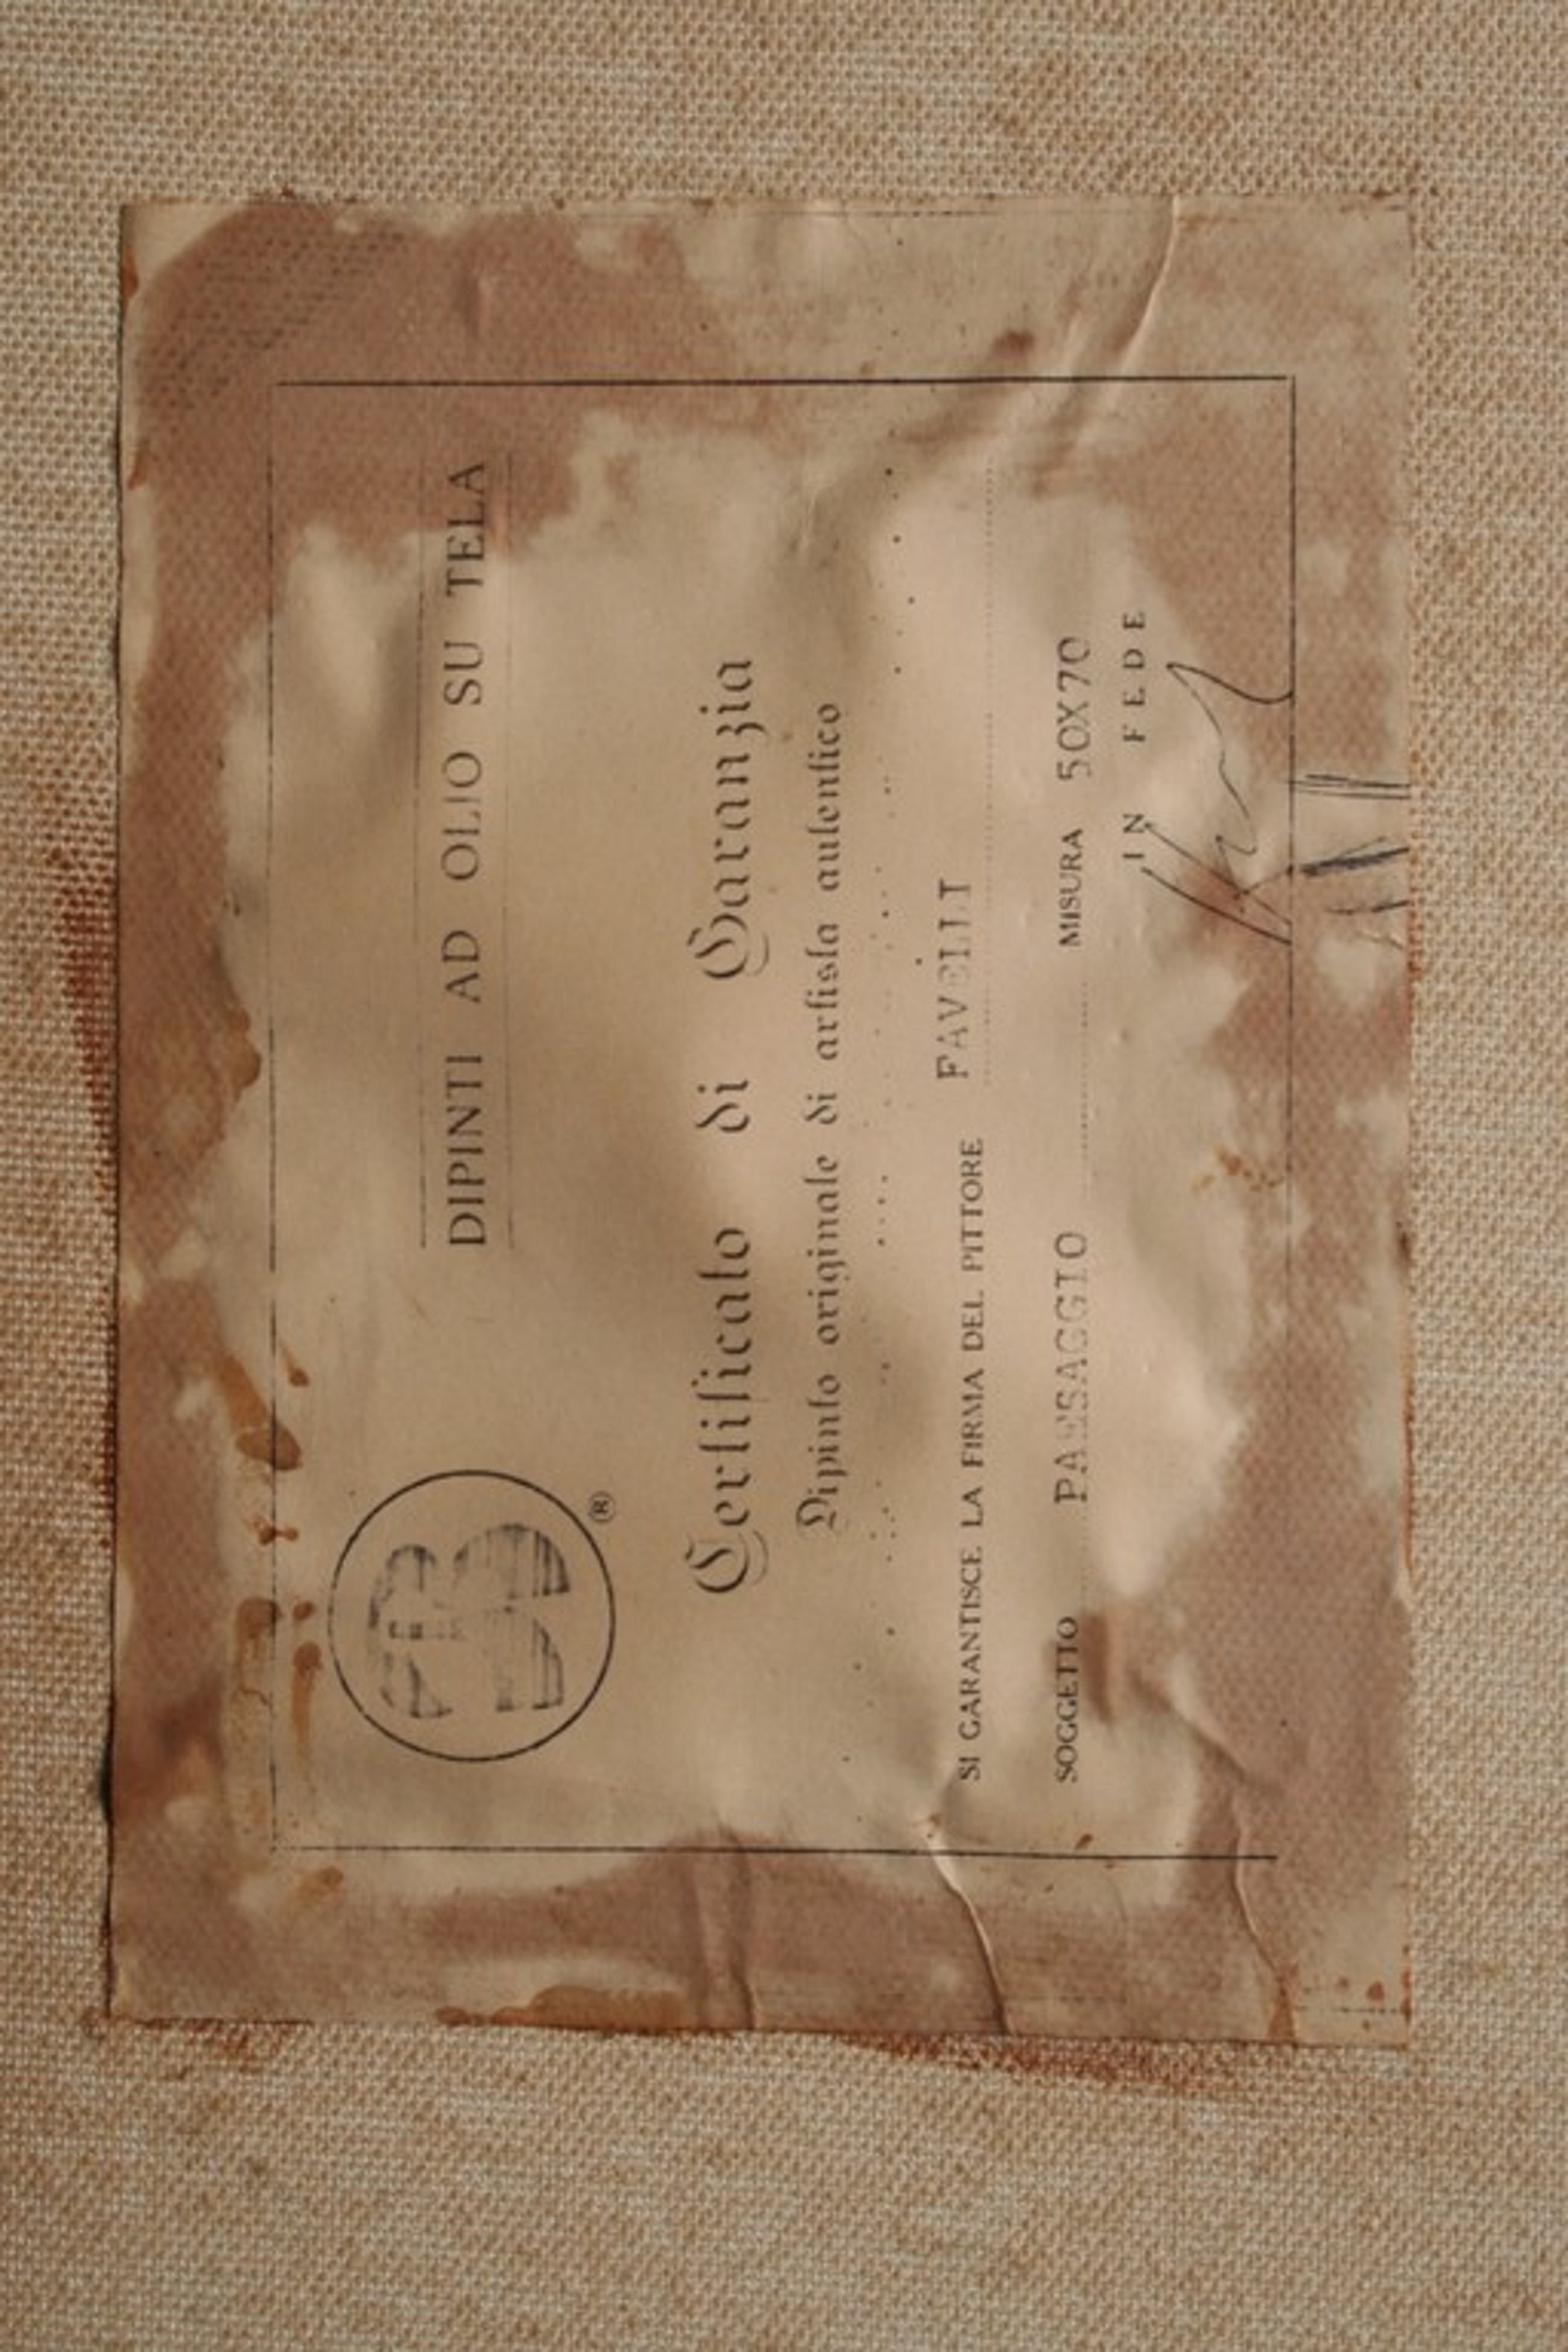 DIPINTI AD OLIO SU TELA
®
Certificato di Garanzia
Dipinto originale di artista autentico
SI GARANTISCE LA FIRMA DEL PITTORE FAVELLI
SOGGETTO PAESAGGIO MISURA 50X70
IN FEDE